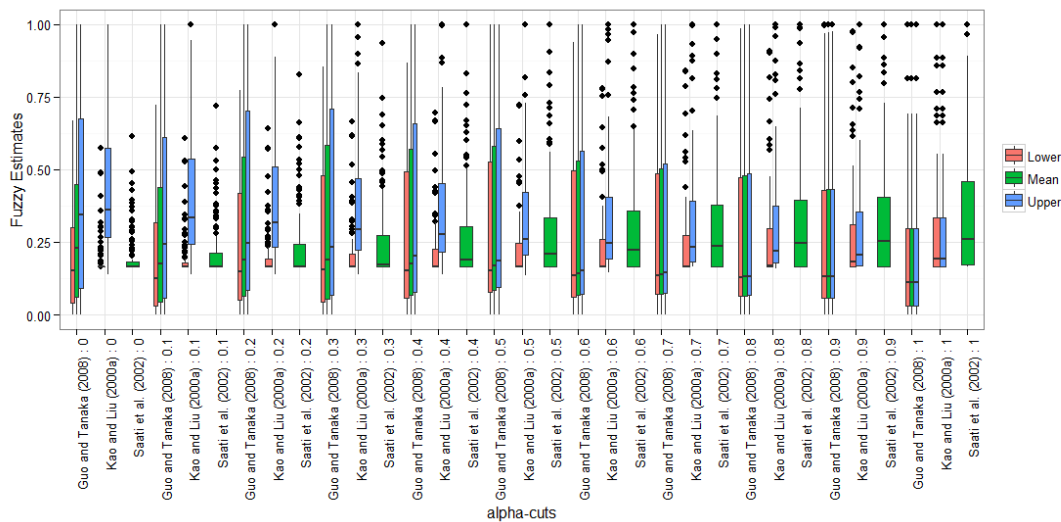 1.00
0.75
0.50
0.25
0.00
Fuzzy Estimates
Lower
Mean
Upper
Guo and Tanaka (2008) : 0
Kao and Liu (2000a) : 0
Saati et al. (2002) : 0
Guo and Tanaka (2008) : 0.1
Kao and Liu (2000a) : 0.1
Saati et al. (2002) : 0.1
Guo and Tanaka (2008) : 0.2
Kao and Liu (2000a) : 0.2
Saati et al. (2002) : 0.2
Guo and Tanaka (2008) : 0.3
Kao and Liu (2000a) : 0.3
Saati et al. (2002) : 0.3
Guo and Tanaka (2008) : 0.4
Kao and Liu (2000a) : 0.4
Saati et al. (2002) : 0.4
Guo and Tanaka (2008) : 0.5
Kao and Liu (2000a) : 0.5
Saati et al. (2002) : 0.5
Guo and Tanaka (2008) : 0.6
Kao and Liu (2000a) : 0.6
Saati et al. (2002) : 0.6
Guo and Tanaka (2008) : 0.7
Kao and Liu (2000a) : 0.7
Saati et al. (2002) : 0.7
Guo and Tanaka (2008) : 0.8
Kao and Liu (2000a) : 0.8
Saati et al. (2002) : 0.8
Guo and Tanaka (2008) : 0.9
Kao and Liu (2000a) : 0.9
Saati et al. (2002) : 0.9
Guo and Tanaka (2008) : 1
Kao and Liu (2000a) : 1
Saati et al. (2002) : 1
alpha-cuts